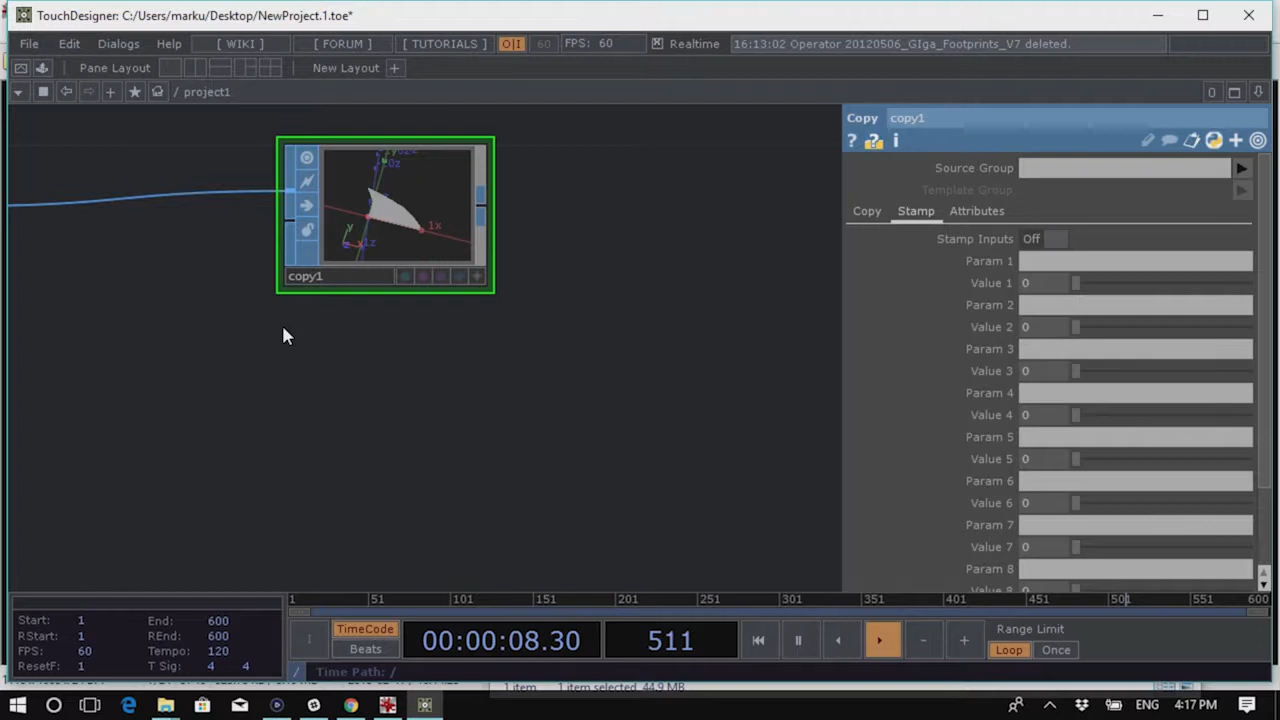 TouchDesigner: C:/Users/marku/Desktop/NewProject.1.toe*
File Edit Dialogs Help [ WIKI ] [ FORUM ] [ TUTORIALS ] O|I 60 FPS: 60 Realtime 16:13:02 Operator 20120506_GIga_Footprints_V7 deleted.
Pane Layout New Layout +
/ project1 0
Copy copy1
? ? i
Source Group
Template Group
Copy Stamp Attributes
Stamp Inputs Off
Param 1
Value 1 0
Param 2
Value 2 0
Param 3
Value 3 0
Param 4
Value 4 0
Param 5
Value 5 0
Param 6
Value 6 0
Param 7
Value 7 0
Param 8
1x
y
copy1
1 51 101 151 201 251 301 351 401 451 501 551 600
Start: 1 End: 600
RStart: 1 REnd: 600
FPS: 60 Tempo: 120
ResetF: 1 T Sig: 4 4
TimeCode
Beats
00:00:08.30 511
Range Limit
Loop Once
/ Time Path: /
1 item 1 item selected 44.9 MB
ENG 4:17 PM